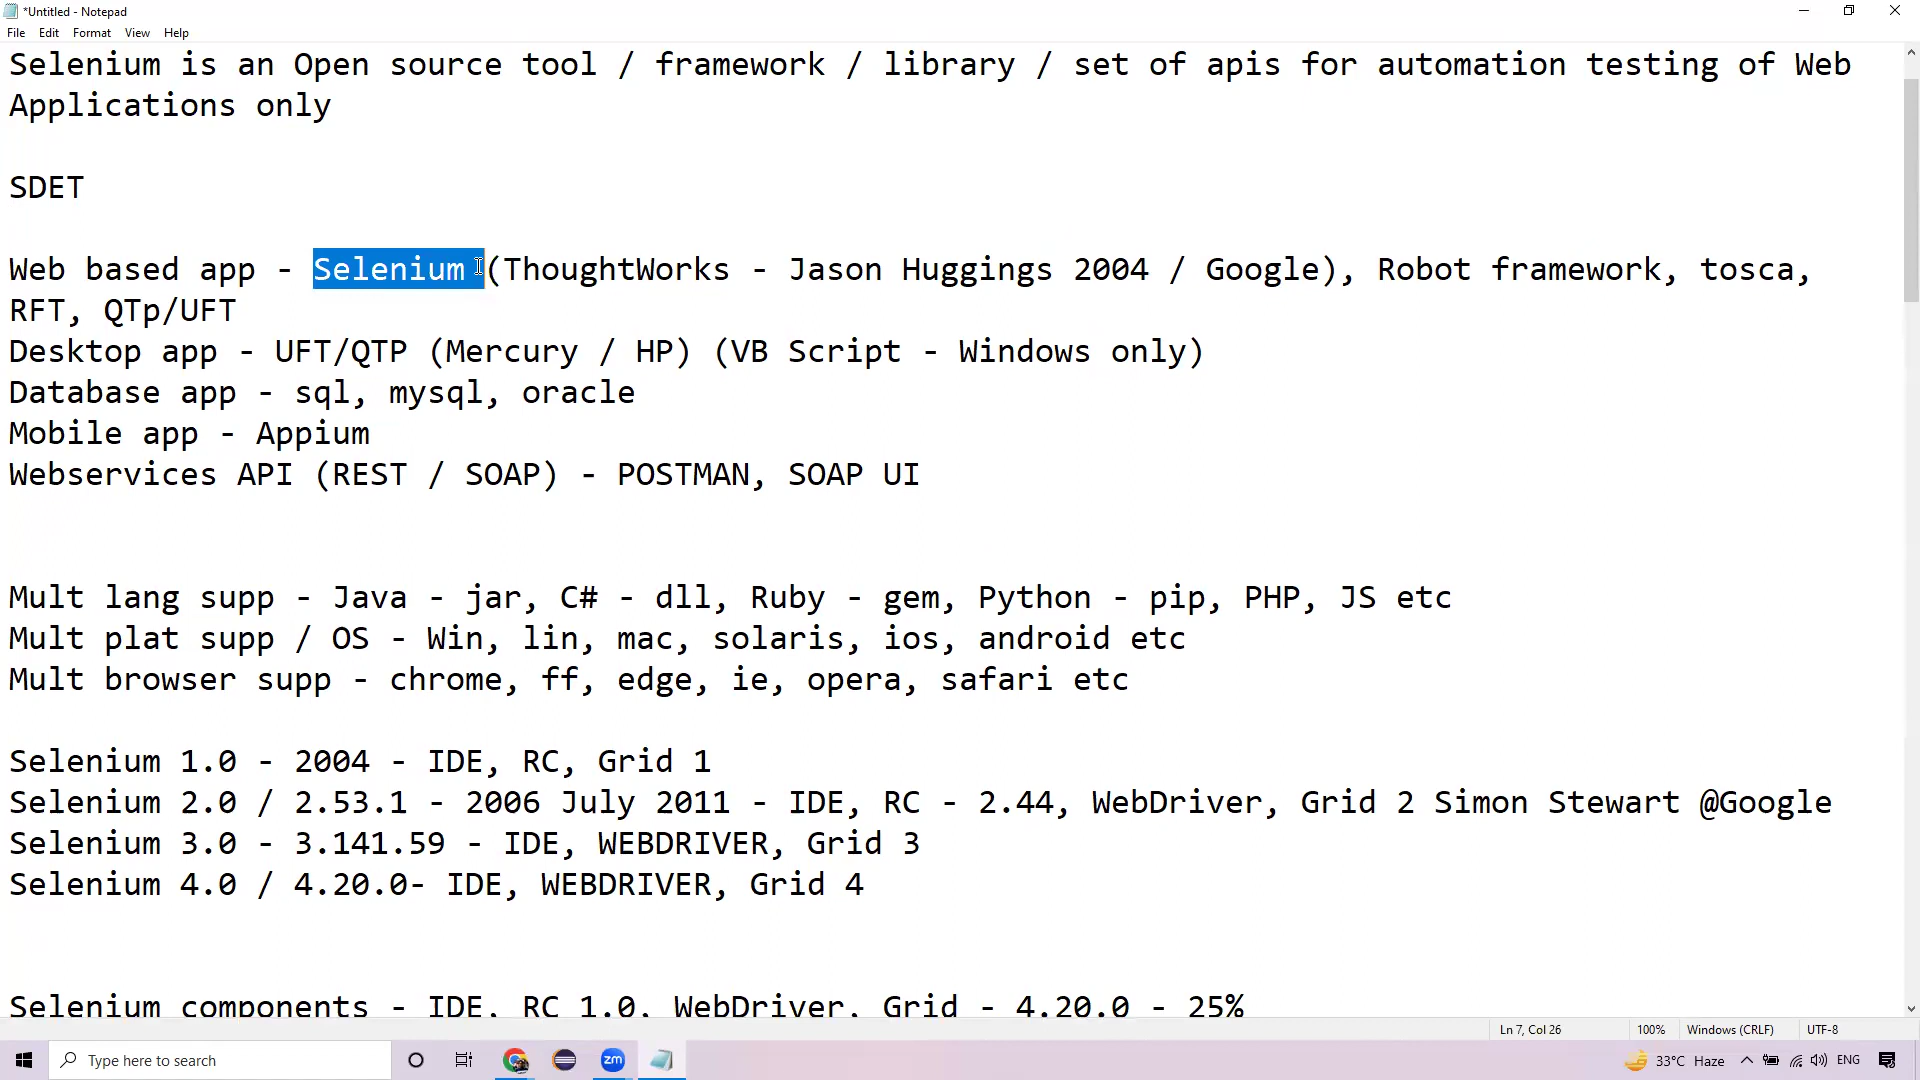 *Untitled - Notepad
File Edit Format View Help
Selenium is an Open source tool / framework / library / set of apis for automation testing of Web
Applications only
SDET
Web based app - Selenium (ThoughtWorks - Jason Huggings 2004 / Google), Robot framework, tosca,
RFT, QTp/UFT
Desktop app - UFT/QTP (Mercury / HP) (VB Script - Windows only)
Database app - sql, mysql, oracle
Mobile app - Appium
Webservices API (REST / SOAP) - POSTMAN, SOAP UI
Mult lang supp - Java - jar, C# - dll, Ruby - gem, Python - pip, PHP, JS etc
Mult plat supp / OS - Win, lin, mac, solaris, ios, android etc
Mult browser supp - chrome, ff, edge, ie, opera, safari etc
Selenium 1.0 - 2004 - IDE, RC, Grid 1
Selenium 2.0 / 2.53.1 - 2006 July 2011 - IDE, RC - 2.44, WebDriver, Grid 2 Simon Stewart @Google
Selenium 3.0 - 3.141.59 - IDE, WEBDRIVER, Grid 3
Selenium 4.0 / 4.20.0- IDE, WEBDRIVER, Grid 4
Selenium components - IDE, RC 1.0, WebDriver, Grid - 4.20.0 - 25%
Ln 7, Col 26 100% Windows (CRLF) UTF-8
Type here to search zm 33°C Haze ENG